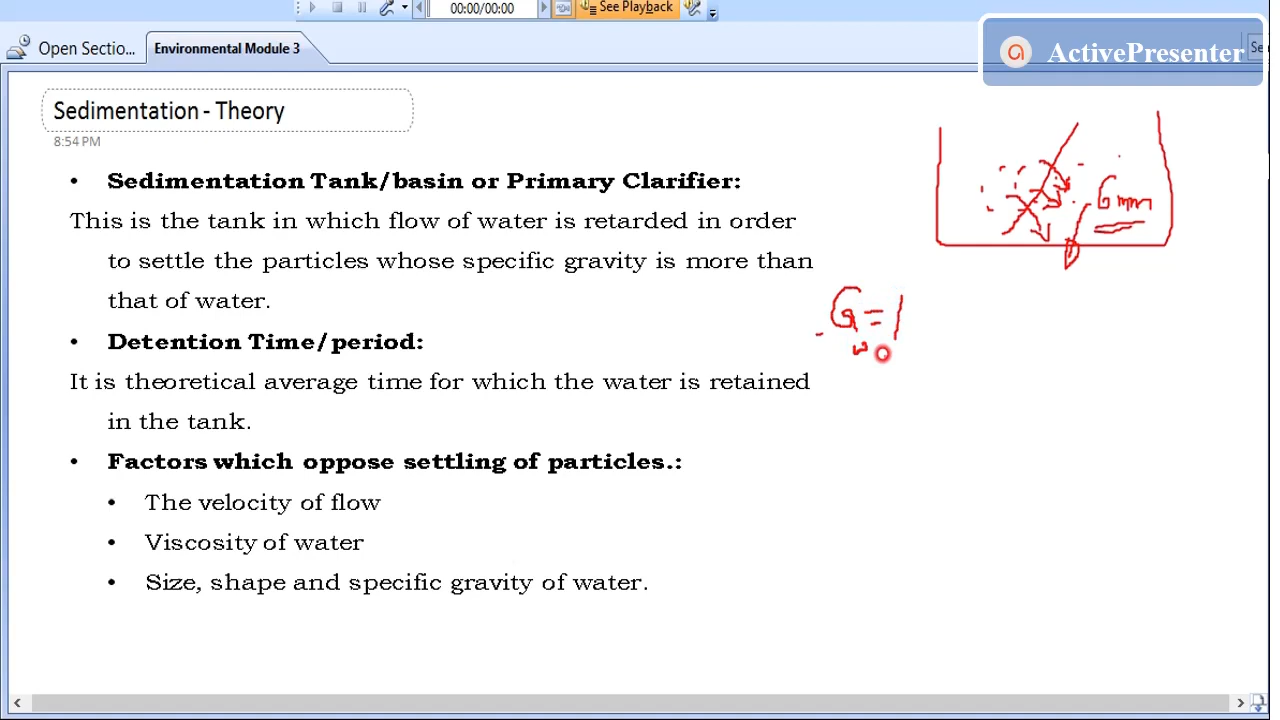 00:00/00:00
See Playback
Open Sectio...
Environmental Module 3
Se
ActivePresenter
Sedimentation - Theory
8:54 PM
• Sedimentation Tank/basin or Primary Clarifier:
This is the tank in which flow of water is retarded in order
to settle the particles whose specific gravity is more than
that of water.
• Detention Time/period:
It is theoretical average time for which the water is retained
in the tank.
• Factors which oppose settling of particles.:
• The velocity of flow
• Viscosity of water
• Size, shape and specific gravity of water.
6 mm
G = 1
w